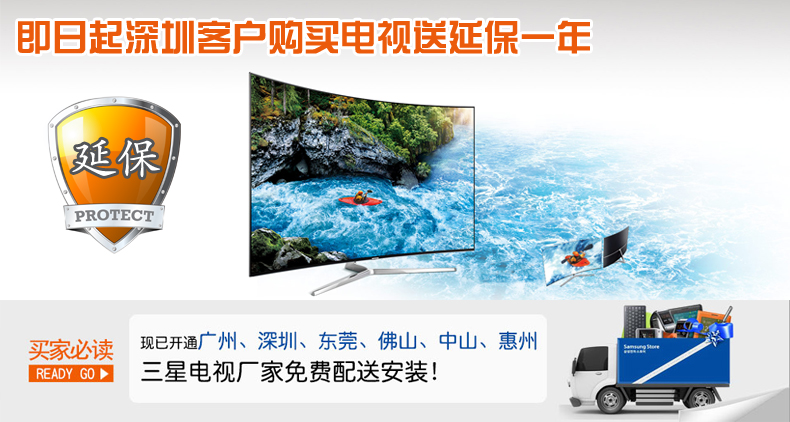 即日起深圳客户购买电视送延保一年
延保
PROTECT
买家必读
READY GO
现已开通广州、深圳、东莞、佛山、中山、惠州
三星电视厂家免费配送安装！
Samsung Store